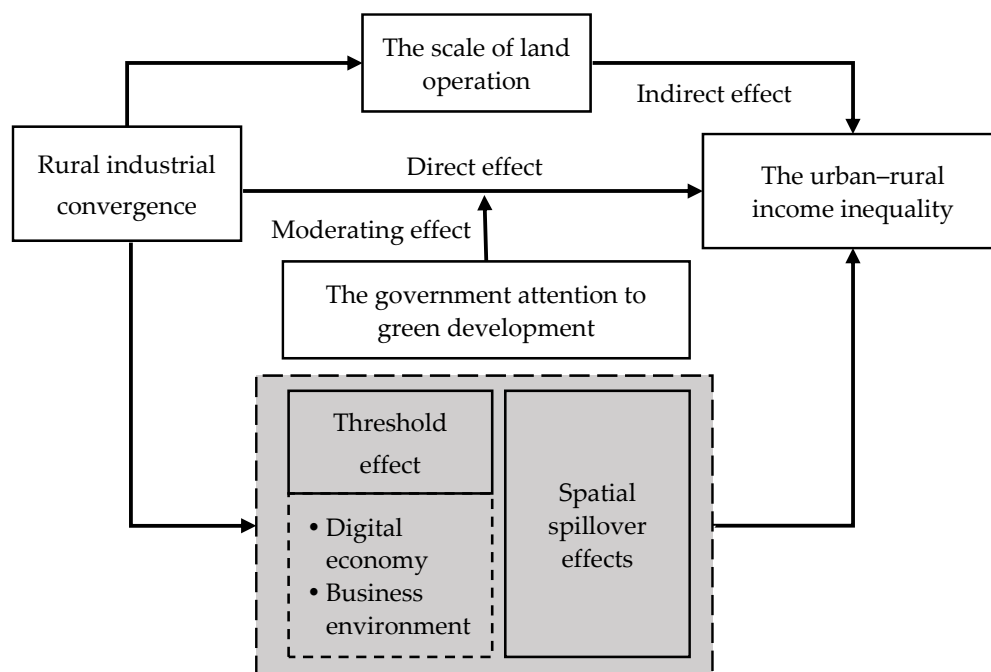 The scale of land
operation
Indirect effect
Rural industrial
convergence
Direct effect
The urban–rural
income inequality
Moderating effect
The government attention to
green development
Threshold
effect
• Digital
economy
• Business
environment
Spatial
spillover
effects